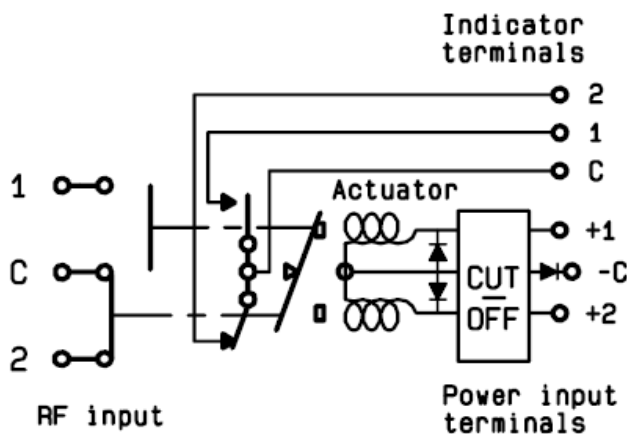 Indicator
terminals
2
1
C
Actuator
1
C
2
+1
-C
+2
CUT
OFF
RF input
Power input
terminals